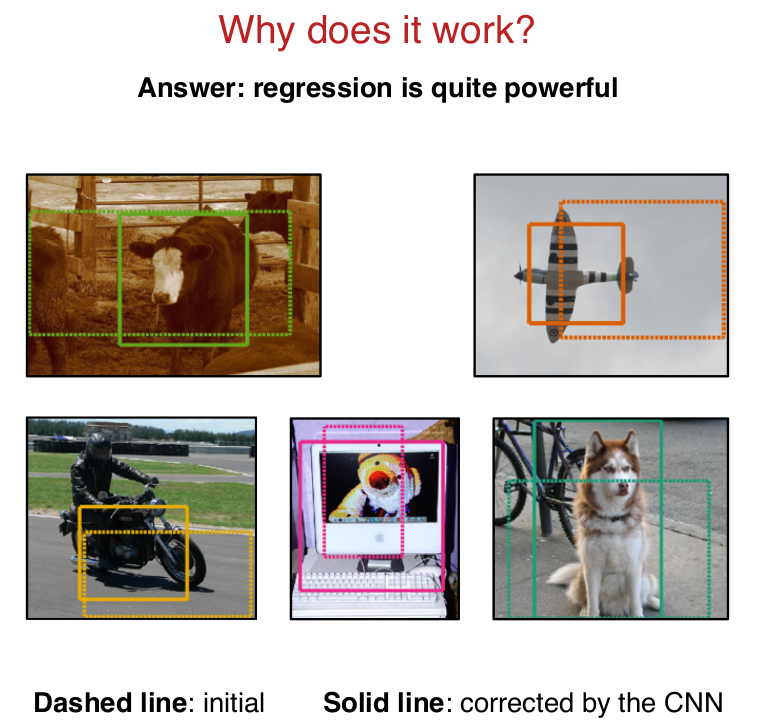 Why does it work?
Answer: regression is quite powerful
Dashed line: initial
Solid line: corrected by the CNN